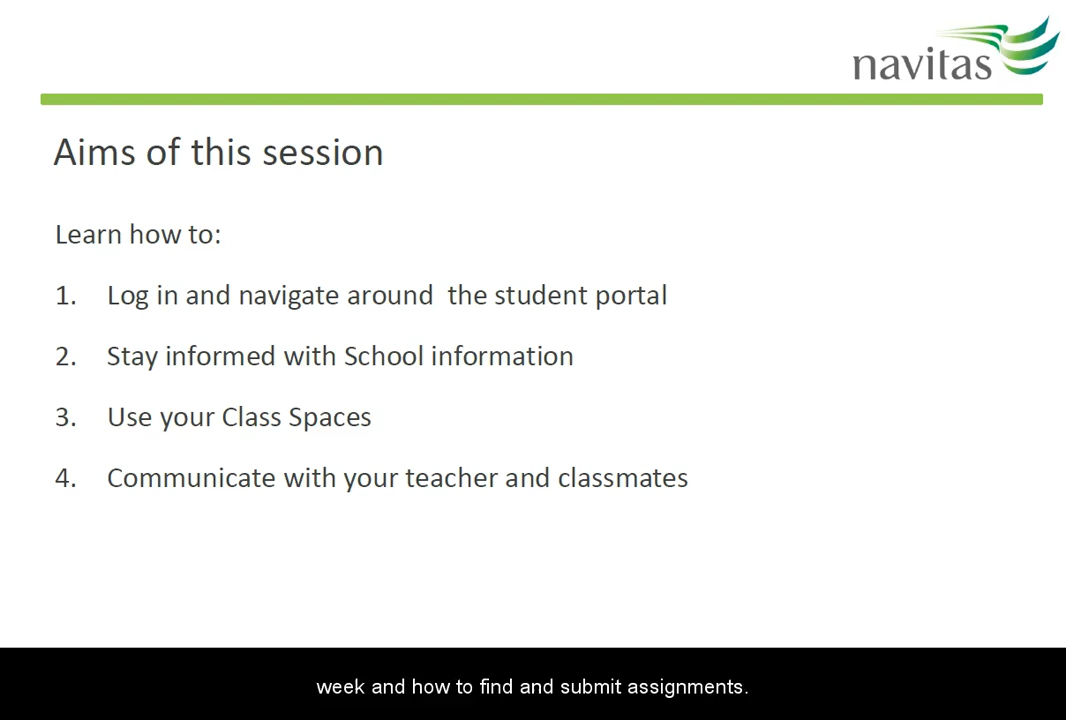 navitas
Aims of this session
Learn how to:
1. Log in and navigate around  the student portal
2. Stay informed with School information
3. Use your Class Spaces
4. Communicate with your teacher and classmates
week and how to find and submit assignments.